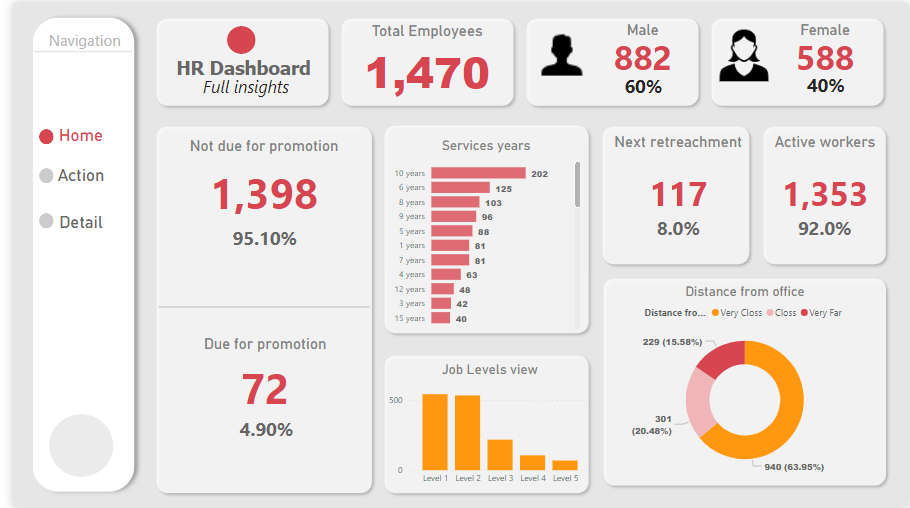 Navigation
Home
Action
Detail
HR Dashboard
Full insights
Total Employees
1,470
Male
882
60%
Female
588
40%
Not due for promotion
1,398
95.10%
Due for promotion
72
4.90%
Services years
10 years 202
6 years 125
8 years 103
9 years 96
5 years 88
1 years 81
7 years 81
4 years 63
12 years 48
3 years 42
15 years 40
Job Levels view
500
0
Level 1 Level 2 Level 3 Level 4 Level 5
Next retreachment
117
8.0%
Active workers
1,353
92.0%
Distance from office
Distance fro... Very Closs Closs Very Far
229 (15.58%)
301
(20.48%)
940 (63.95%)